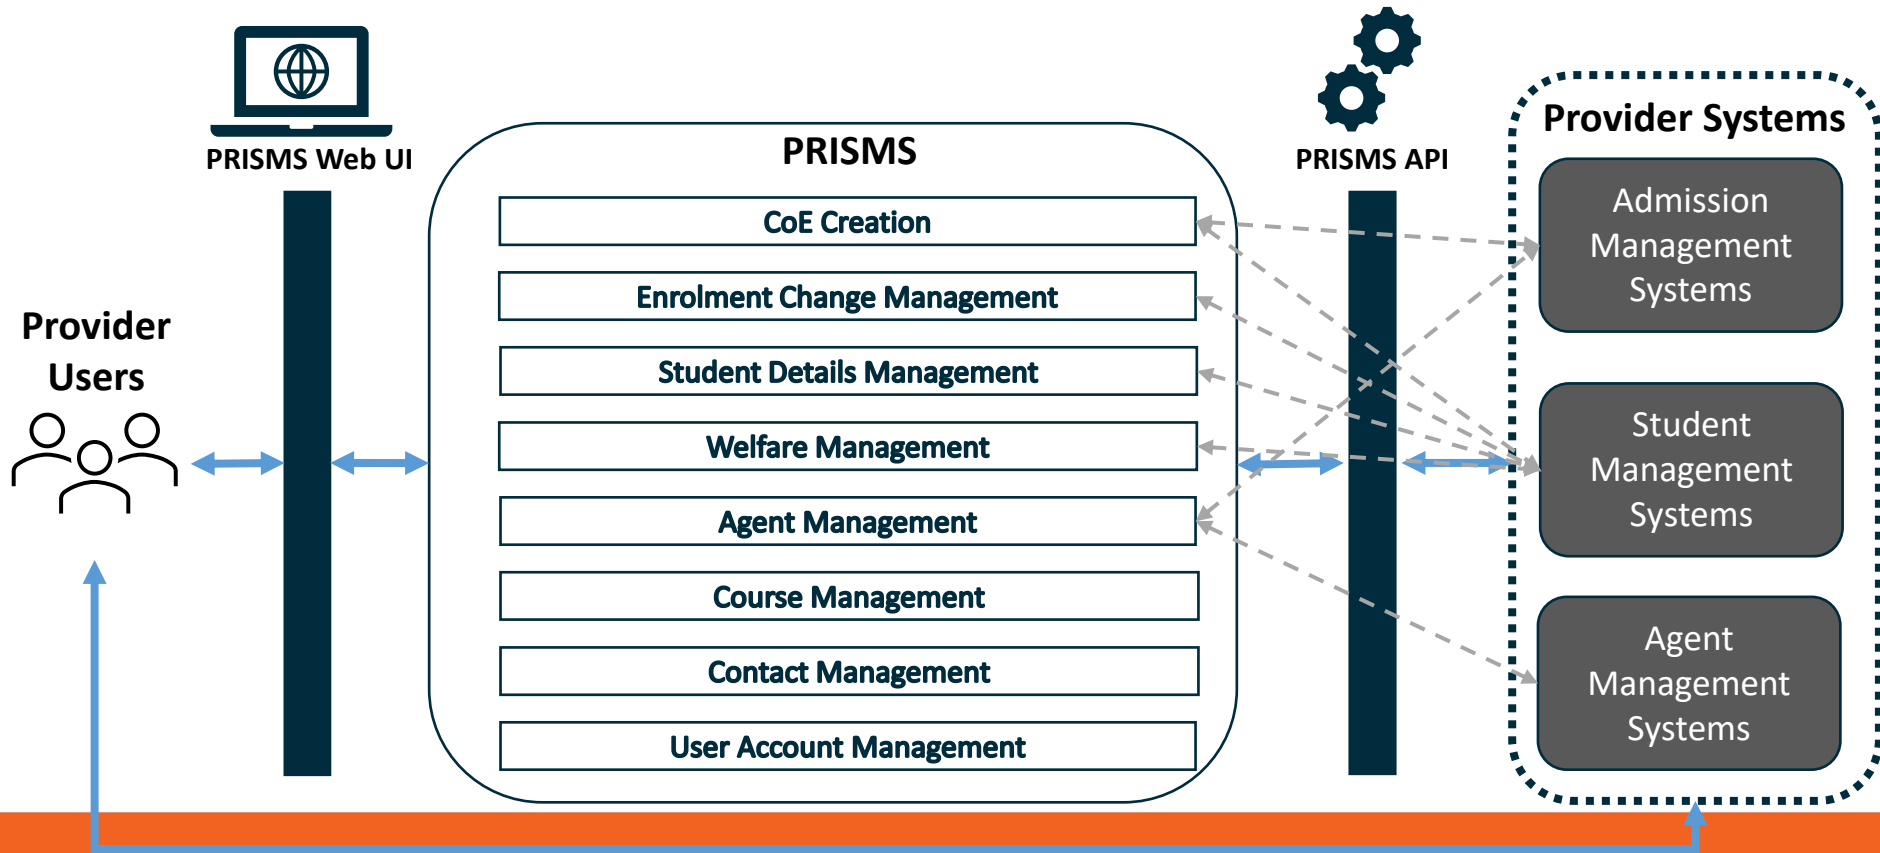 PRISMS Web UI
PRISMS
PRISMS API
Provider Systems
Provider
Users
CoE Creation
Enrolment Change Management
Student Details Management
Welfare Management
Agent Management
Course Management
Contact Management
User Account Management
Admission
Management
Systems
Student
Management
Systems
Agent
Management
Systems